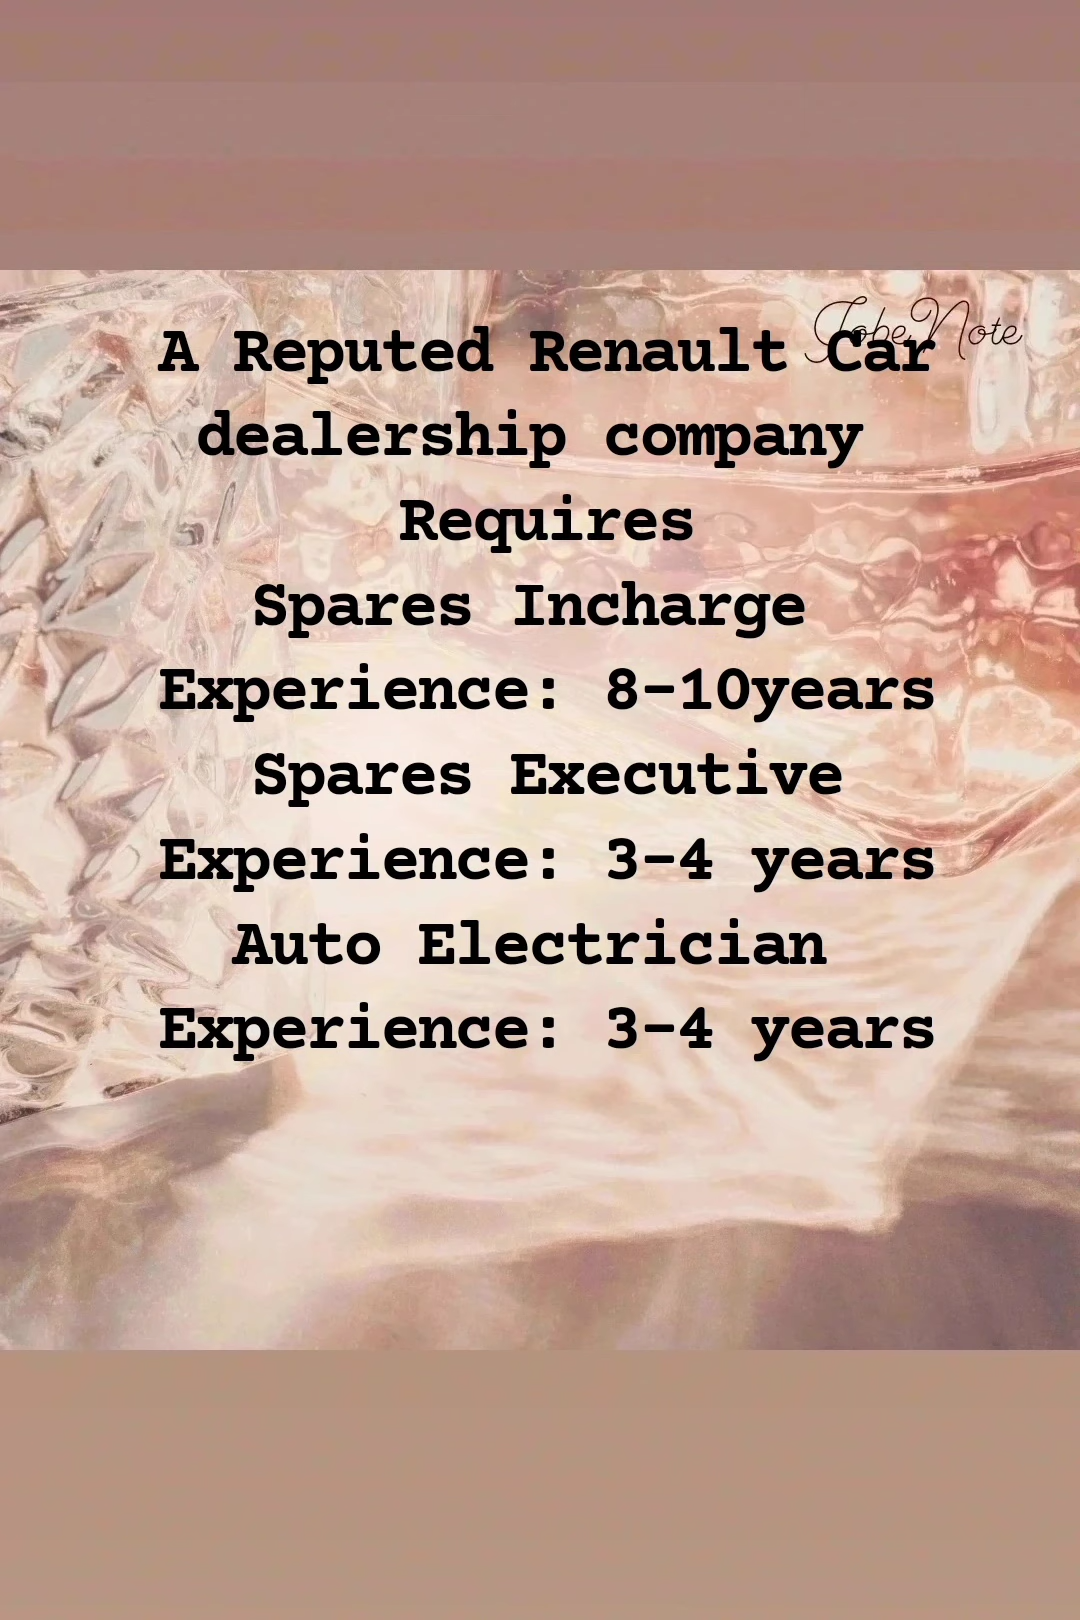 JobeNote
A Reputed Renault Car
dealership company
Requires
Spares Incharge
Experience: 8-10years
Spares Executive
Experience: 3-4 years
Auto Electrician
Experience: 3-4 years